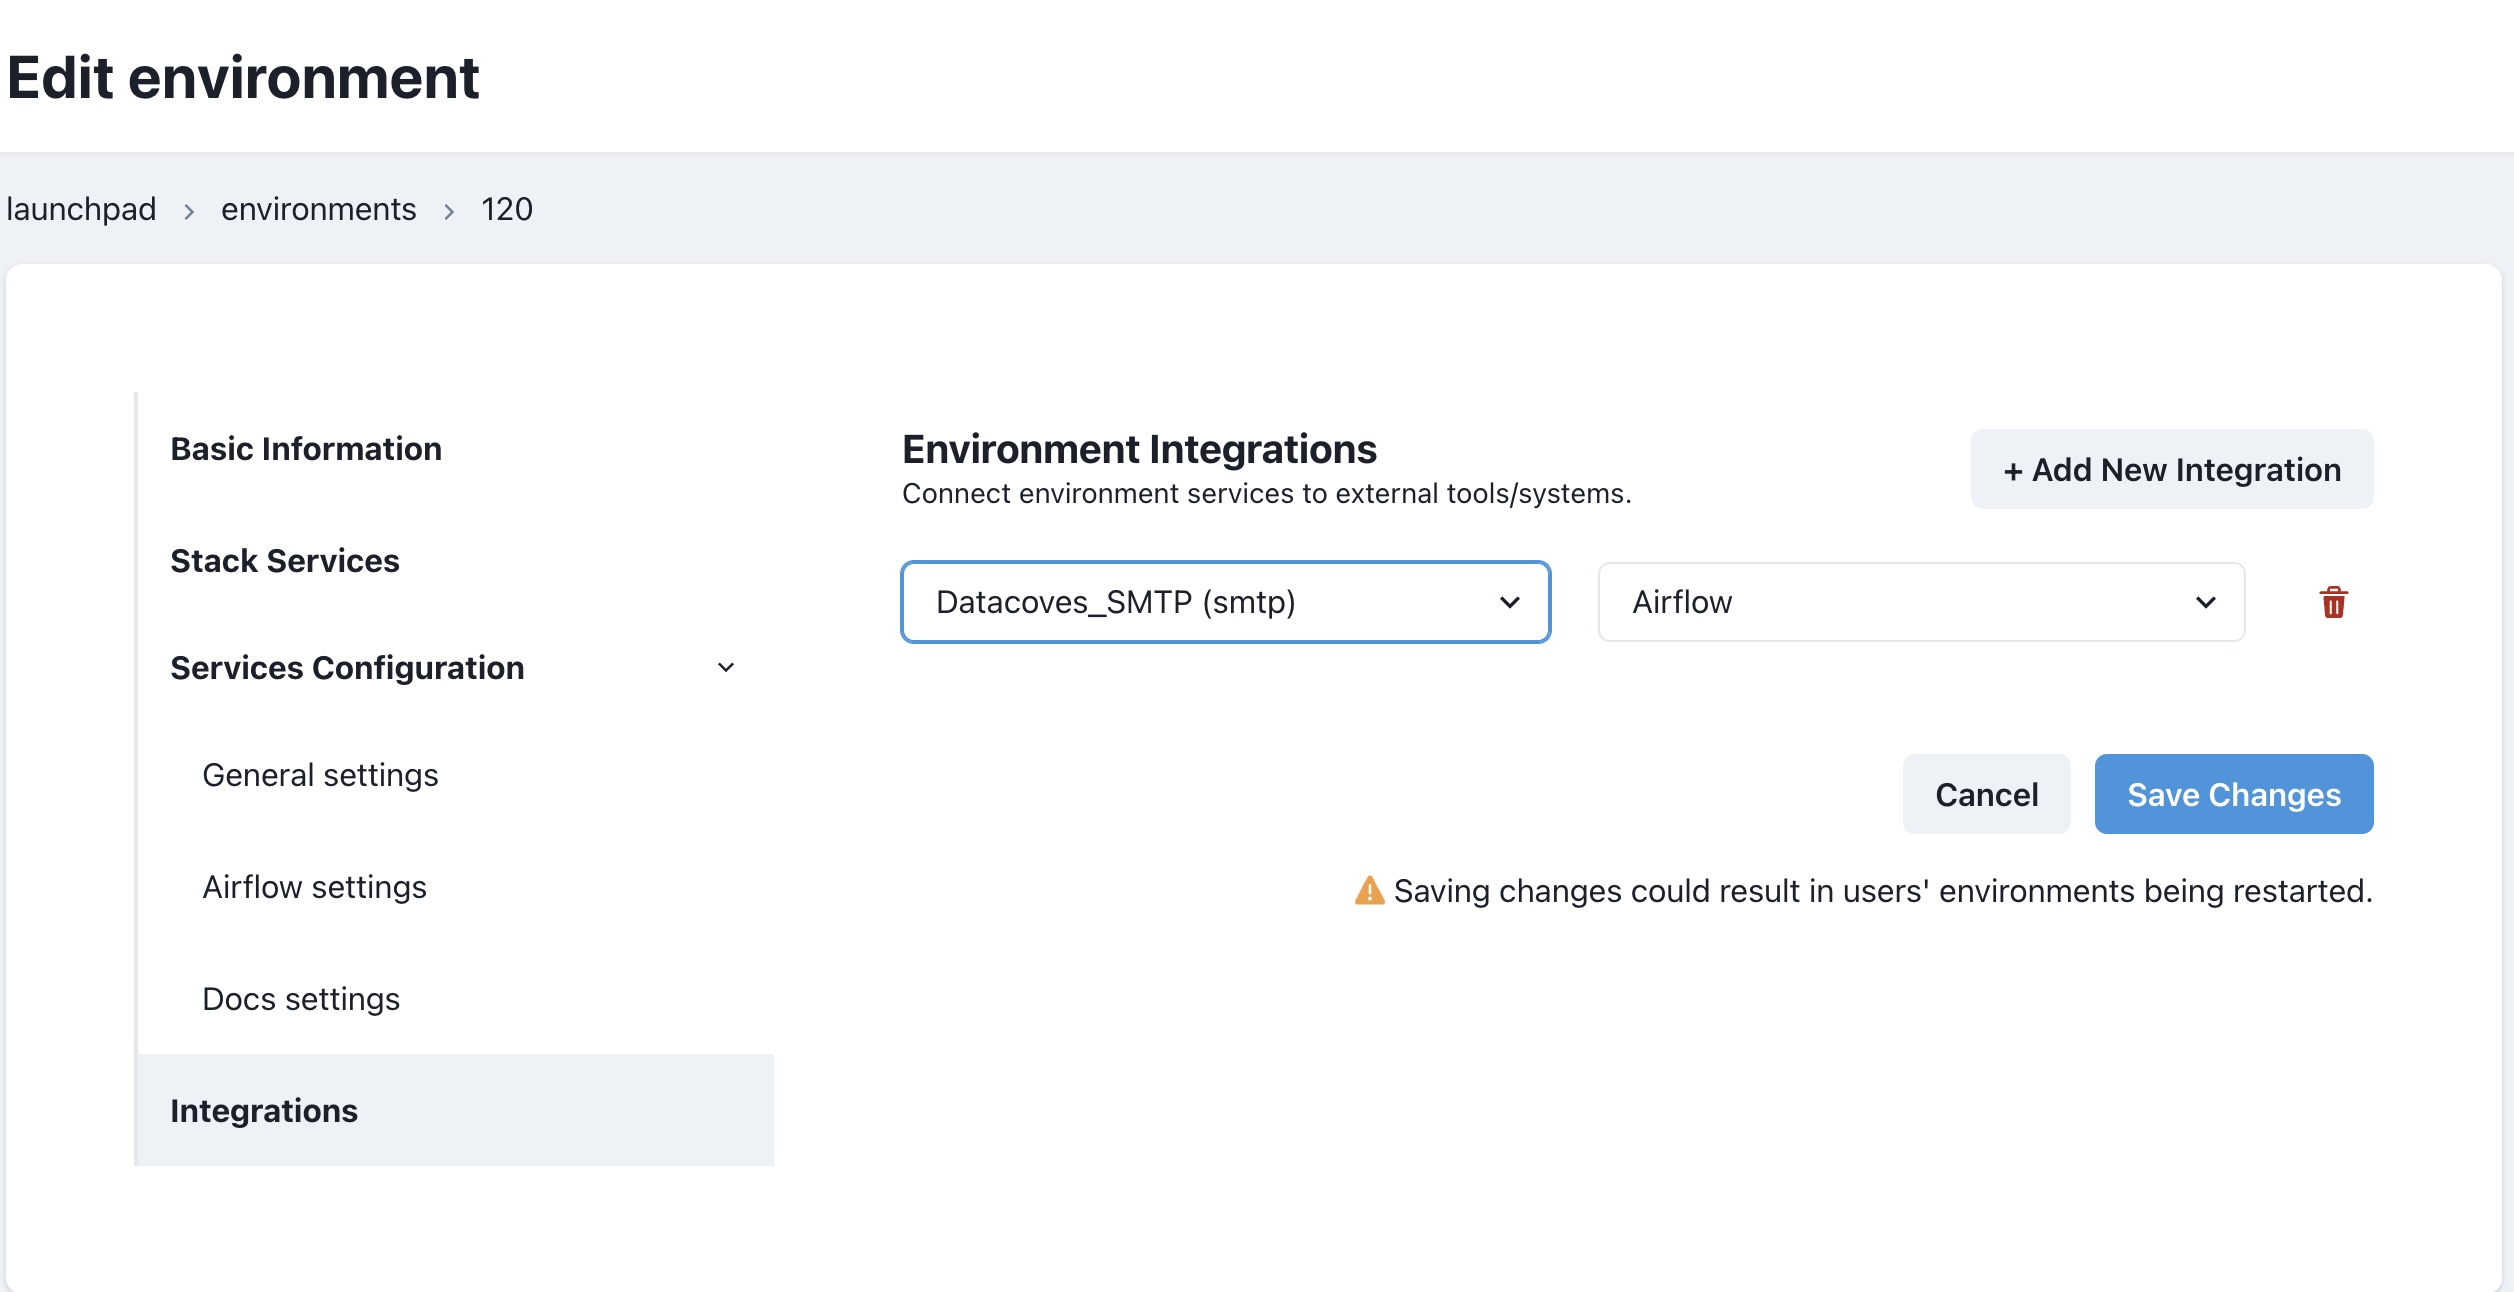 Edit environment
launchpad > environments > 120
Basic Information
Stack Services
Services Configuration
General settings
Airflow settings
Docs settings
Integrations
Environment Integrations
Connect environment services to external tools/systems.
+ Add New Integration
Datacoves_SMTP (smtp)
Airflow
Cancel
Save Changes
Saving changes could result in users' environments being restarted.